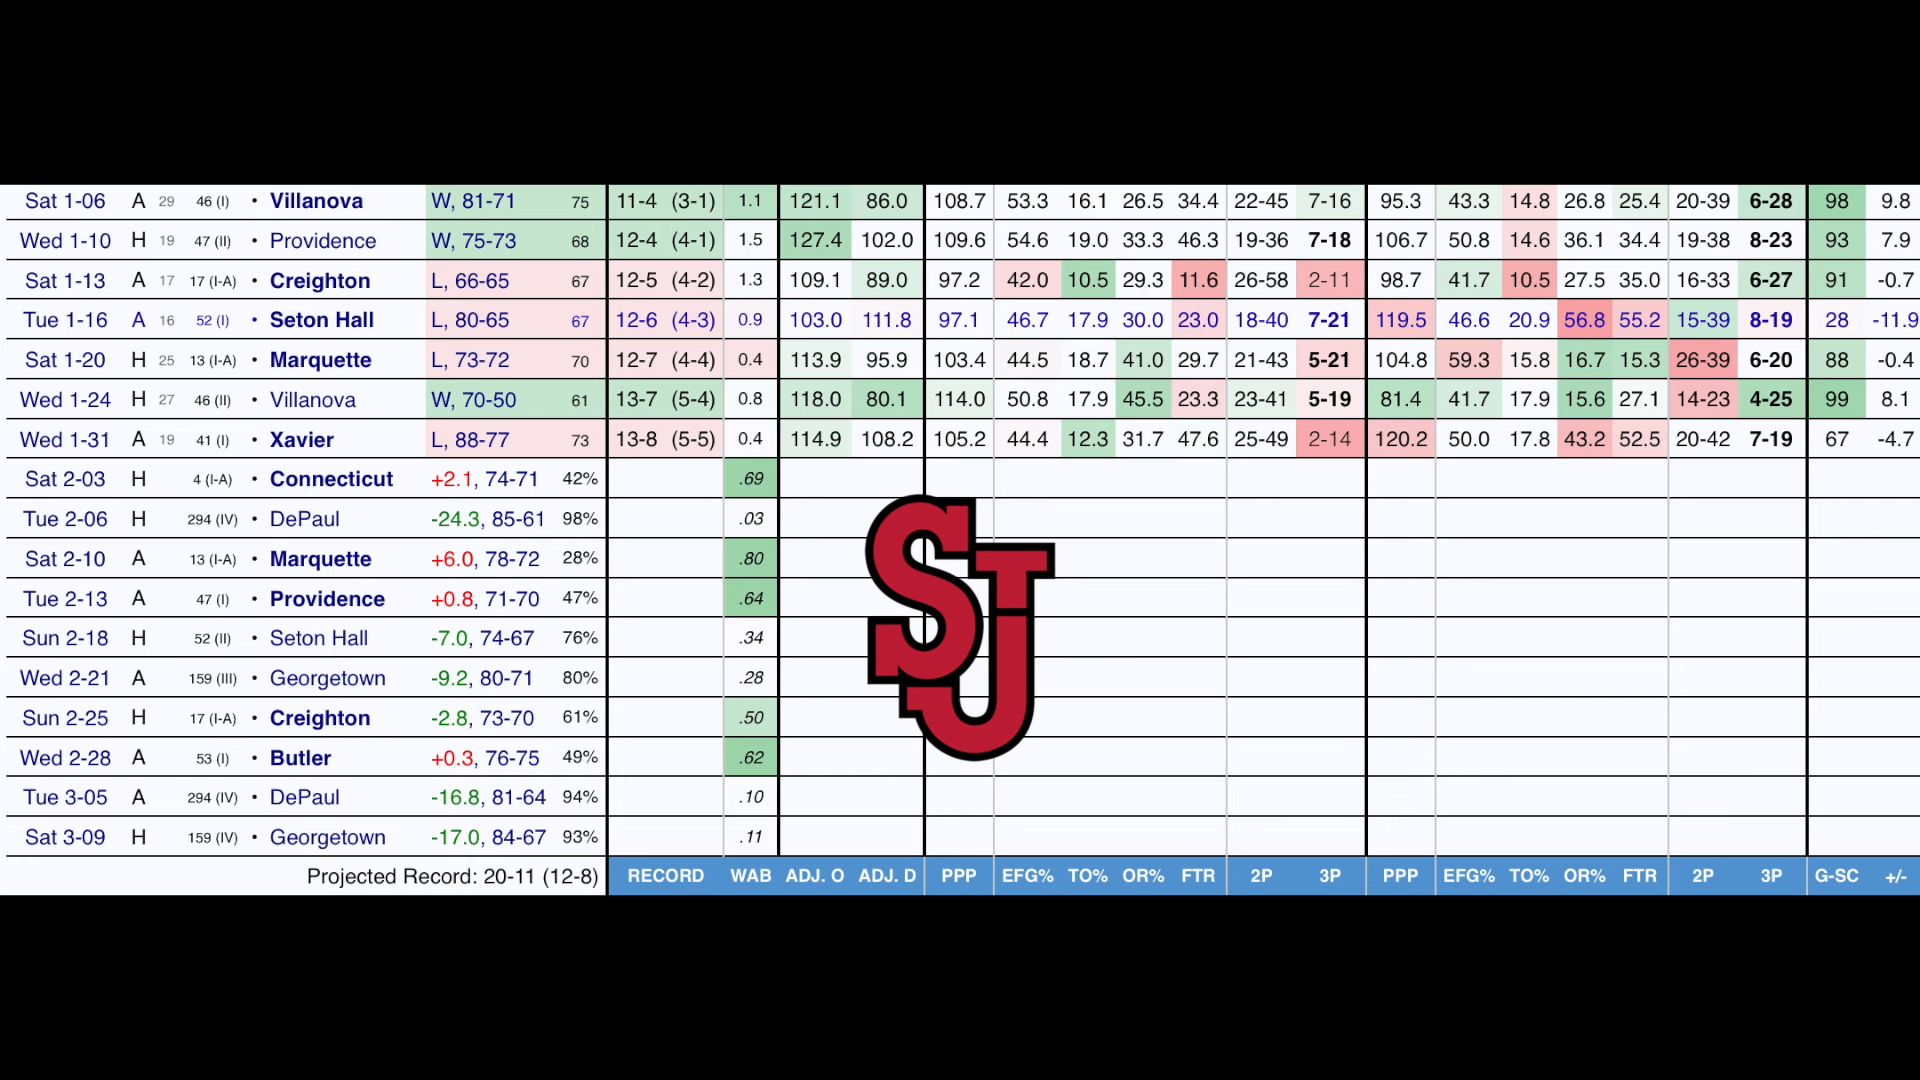 Sat 1-06 A 29 46 (I) • Villanova W, 81-71 75 11-4 (3-1) 1.1 121.1 86.0 108.7 53.3 16.1 26.5 34.4 22-45 7-16 95.3 43.3 14.8 26.8 25.4 20-39 6-28 98 9.8
Wed 1-10 H 19 47 (II) • Providence W, 75-73 68 12-4 (4-1) 1.5 127.4 102.0 109.6 54.6 19.0 33.3 46.3 19-36 7-18 106.7 50.8 14.6 36.1 34.4 19-38 8-23 93 7.9
Sat 1-13 A 17 17 (I-A) • Creighton L, 66-65 67 12-5 (4-2) 1.3 109.1 89.0 97.2 42.0 10.5 29.3 11.6 26-58 2-11 98.7 41.7 10.5 27.5 35.0 16-33 6-27 91 -0.7
Tue 1-16 A 16 52 (I) • Seton Hall L, 80-65 67 12-6 (4-3) 0.9 103.0 111.8 97.1 46.7 17.9 30.0 23.0 18-40 7-21 119.5 46.6 20.9 56.8 55.2 15-39 8-19 28 -11.9
Sat 1-20 H 25 13 (I-A) • Marquette L, 73-72 70 12-7 (4-4) 0.4 113.9 95.9 103.4 44.5 18.7 41.0 29.7 21-43 5-21 104.8 59.3 15.8 16.7 15.3 26-39 6-20 88 -0.4
Wed 1-24 H 27 46 (II) • Villanova W, 70-50 61 13-7 (5-4) 0.8 118.0 80.1 114.0 50.8 17.9 45.5 23.3 23-41 5-19 81.4 41.7 17.9 15.6 27.1 14-23 4-25 99 8.1
Wed 1-31 A 19 41 (I) • Xavier L, 88-77 73 13-8 (5-5) 0.4 114.9 108.2 105.2 44.4 12.3 31.7 47.6 25-49 2-14 120.2 50.0 17.8 43.2 52.5 20-42 7-19 67 -4.7
Sat 2-03 H 4 (I-A) • Connecticut +2.1, 74-71 42% .69
Tue 2-06 H 294 (IV) • DePaul -24.3, 85-61 98% .03
Sat 2-10 A 13 (I-A) • Marquette +6.0, 78-72 28% .80
Tue 2-13 A 47 (I) • Providence +0.8, 71-70 47% .64
Sun 2-18 H 52 (II) • Seton Hall -7.0, 74-67 76% .34
Wed 2-21 A 159 (III) • Georgetown -9.2, 80-71 80% .28
Sun 2-25 H 17 (I-A) • Creighton -2.8, 73-70 61% .50
Wed 2-28 A 53 (I) • Butler +0.3, 76-75 49% .62
Tue 3-05 A 294 (IV) • DePaul -16.8, 81-64 94% .10
Sat 3-09 H 159 (IV) • Georgetown -17.0, 84-67 93% .11
Projected Record: 20-11 (12-8) RECORD WAB ADJ. O ADJ. D PPP EFG% TO% OR% FTR 2P 3P PPP EFG% TO% OR% FTR 2P 3P G-SC +/-
SJ